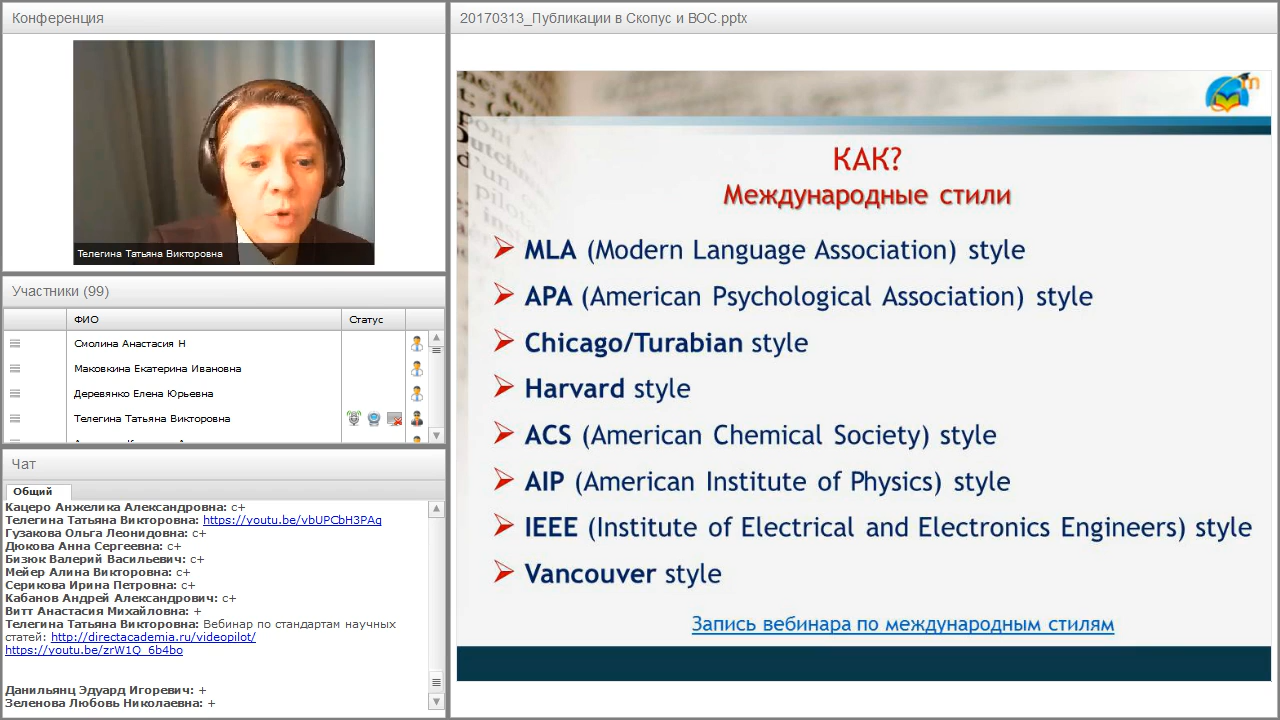 Конференция
Телегина Татьяна Викторовна
Участники (99)
ФИО
Статус
Смолина Анастасия Н
Маковкина Екатерина Ивановна
Деревянко Елена Юрьевна
Телегина Татьяна Викторовна
Чат
Общий
Кацеро Анжелика Александровна: с+
Телегина Татьяна Викторовна: https://youtu.be/vbUPCbH3PAg
Гузакова Ольга Леонидовна: с+
Дюкова Анна Сергеевна: с+
Бизюк Валерий Васильевич: с+
Мейер Алина Викторовна: с+
Серикова Ирина Петровна: с+
Кабанов Андрей Александрович: с+
Витт Анастасия Михайловна: +
Телегина Татьяна Викторовна: Вебинар по стандартам научных
статей: http://directacademia.ru/videopilot/
https://youtu.be/zrW1Q_6b4bo
Данильянц Эдуард Игоревич: +
Зеленова Любовь Николаевна: +
20170313_Публикации в Скопус и ВОС.pptx
КАК?
Международные стили
MLA (Modern Language Association) style
APA (American Psychological Association) style
Chicago/Turabian style
Harvard style
ACS (American Chemical Society) style
AIP (American Institute of Physics) style
IEEE (Institute of Electrical and Electronics Engineers) style
Vancouver style
Запись вебинара по международным стилям